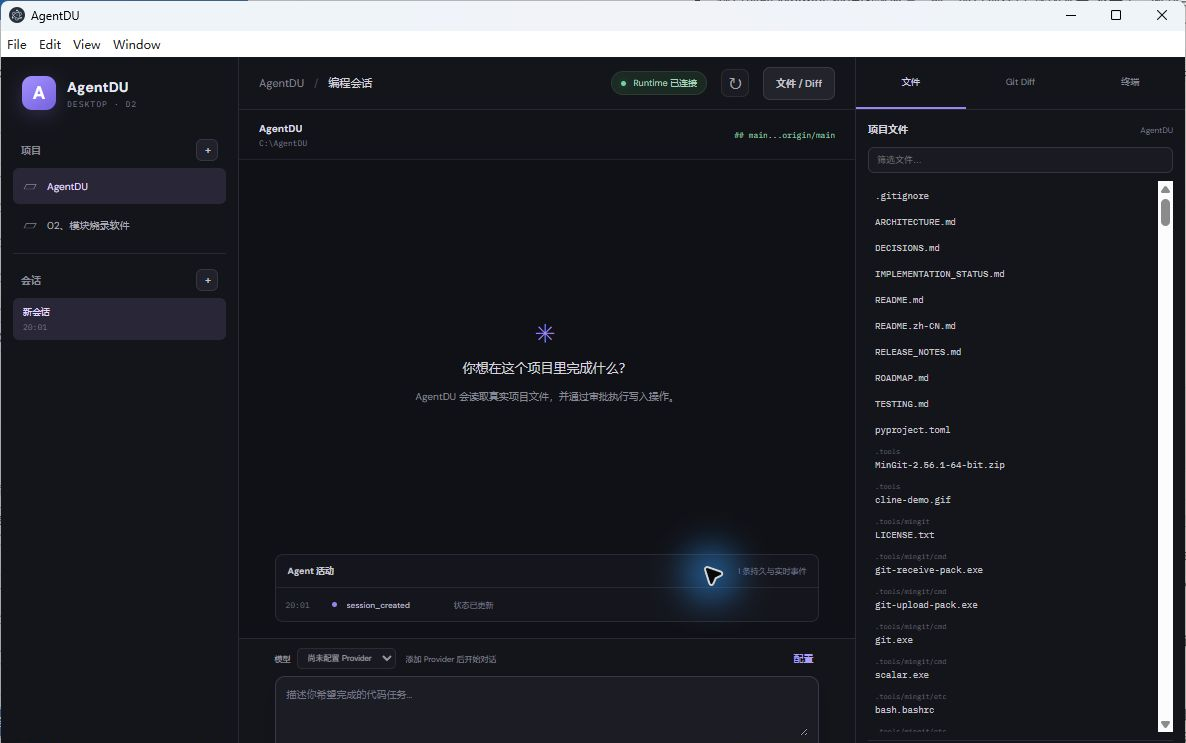 AgentDU
File Edit View Window
A
AgentDU
DESKTOP · D2
项目
+
AgentDU
02、模块烧录软件
会话
+
新会话
20:01
AgentDU / 编程会话
Runtime 已连接
文件 / Diff
AgentDU
C:\AgentDU
## main...origin/main
你想在这个项目里完成什么?
AgentDU 会读取真实项目文件，并通过审批执行写入操作。
Agent 活动
条持久与实时事件
20:01 session_created 状态已更新
模型 尚未配置 Provider 添加 Provider 后开始对话 配置
描述你希望完成的代码任务...
文件 Git Diff 终端
项目文件 AgentDU
筛选文件...
.gitignore
ARCHITECTURE.md
DECISIONS.md
IMPLEMENTATION_STATUS.md
README.md
README.zh-CN.md
RELEASE_NOTES.md
ROADMAP.md
TESTING.md
pyproject.toml
.tools
MinGit-2.56.1-64-bit.zip
.tools
cline-demo.gif
.tools/mingit
LICENSE.txt
.tools/mingit/cmd
git-receive-pack.exe
.tools/mingit/cmd
git-upload-pack.exe
.tools/mingit/cmd
git.exe
.tools/mingit/cmd
scalar.exe
.tools/mingit/etc
bash.bashrc